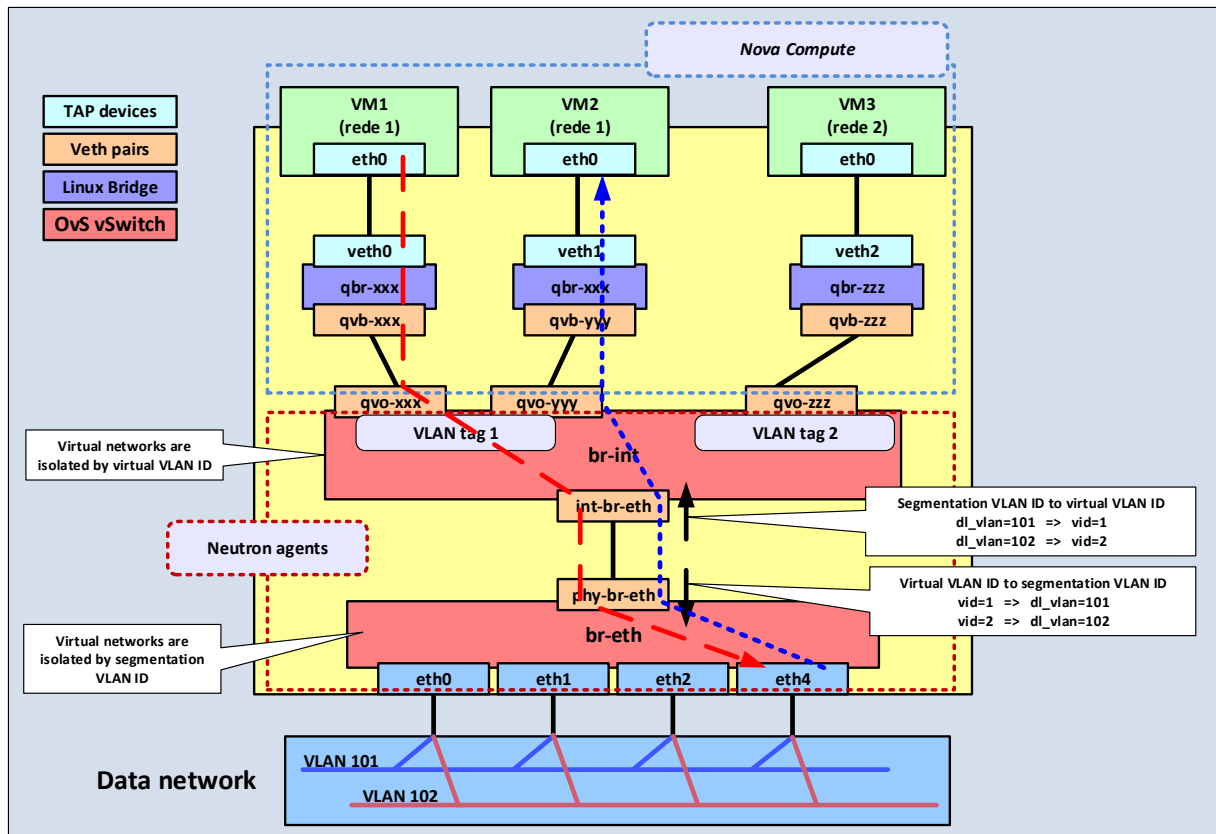 Nova Compute
TAP devices
Veth pairs
Linux Bridge
OvS vSwitch
VM1
(rede 1)
eth0
VM2
(rede 1)
eth0
VM3
(rede 2)
eth0
veth0
qbr-xxx
qvb-xxx
veth1
qbr-xxx
qvb-yyy
veth2
qbr-zzz
qvb-zzz
qvo-xxx
qvo-yyy
qvo-zzz
VLAN tag 1
VLAN tag 2
br-int
Virtual networks are
isolated by virtual VLAN ID
int-br-eth
Segmentation VLAN ID to virtual VLAN ID
dl_vlan=101 => vid=1
dl_vlan=102 => vid=2
Neutron agents
phy-br-eth
Virtual VLAN ID to segmentation VLAN ID
vid=1 => dl_vlan=101
vid=2 => dl_vlan=102
br-eth
Virtual networks are
isolated by segmentation
VLAN ID
eth0
eth1
eth2
eth4
Data network
VLAN 101
VLAN 102